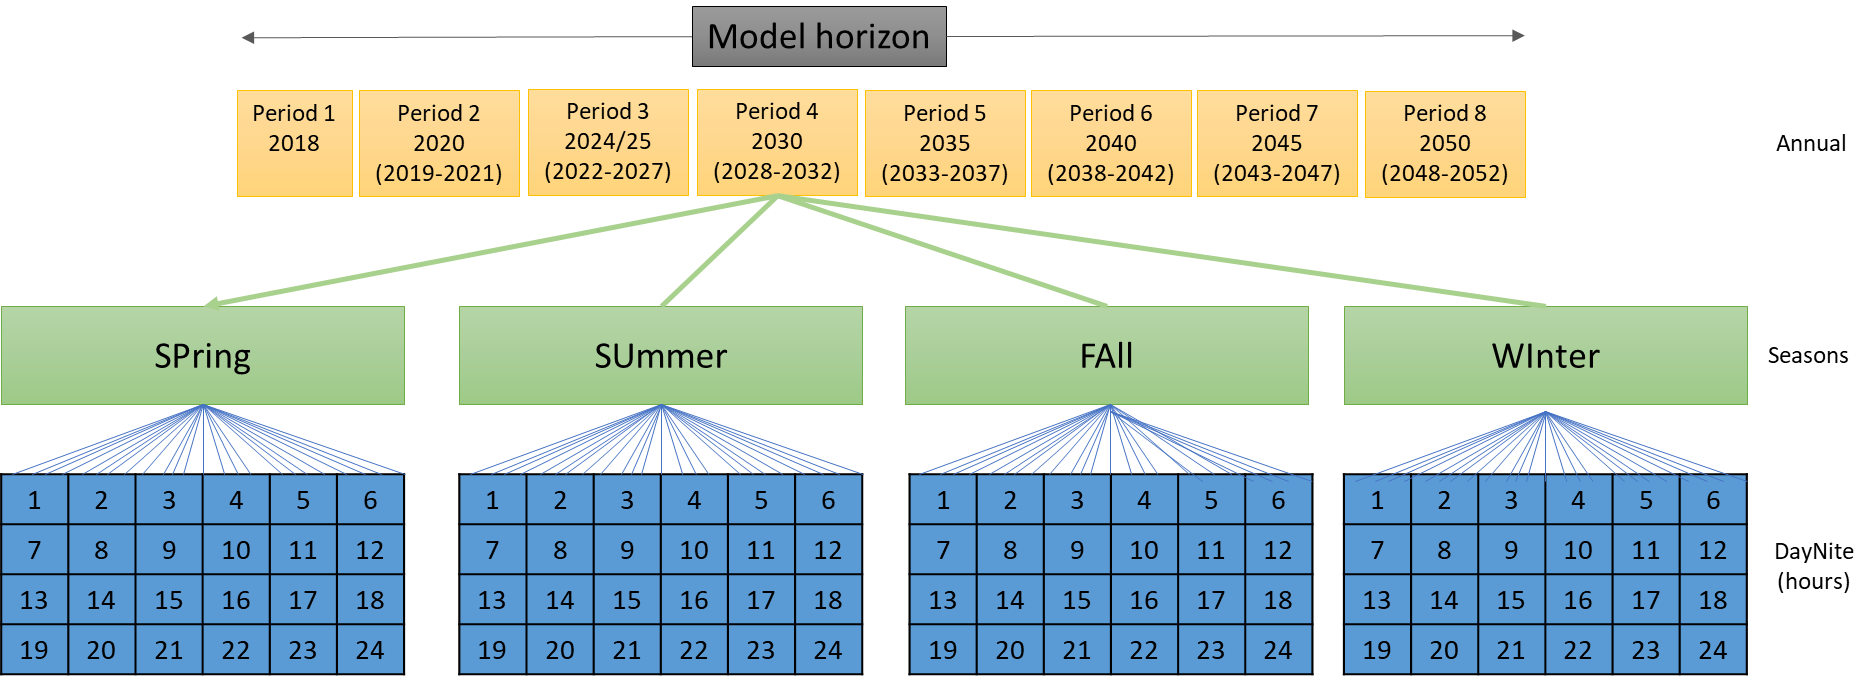 Model horizon
Period 1
2018
Period 2
2020
(2019-2021)
Period 3
2024/25
(2022-2027)
Period 4
2030
(2028-2032)
Period 5
2035
(2033-2037)
Period 6
2040
(2038-2042)
Period 7
2045
(2043-2047)
Period 8
2050
(2048-2052)
Annual
SPring
SUmmer
FAll
WInter
Seasons
1 2 3 4 5 6
7 8 9 10 11 12
13 14 15 16 17 18
19 20 21 22 23 24
1 2 3 4 5 6
7 8 9 10 11 12
13 14 15 16 17 18
19 20 21 22 23 24
1 2 3 4 5 6
7 8 9 10 11 12
13 14 15 16 17 18
19 20 21 22 23 24
1 2 3 4 5 6
7 8 9 10 11 12
13 14 15 16 17 18
19 20 21 22 23 24
DayNite
(hours)